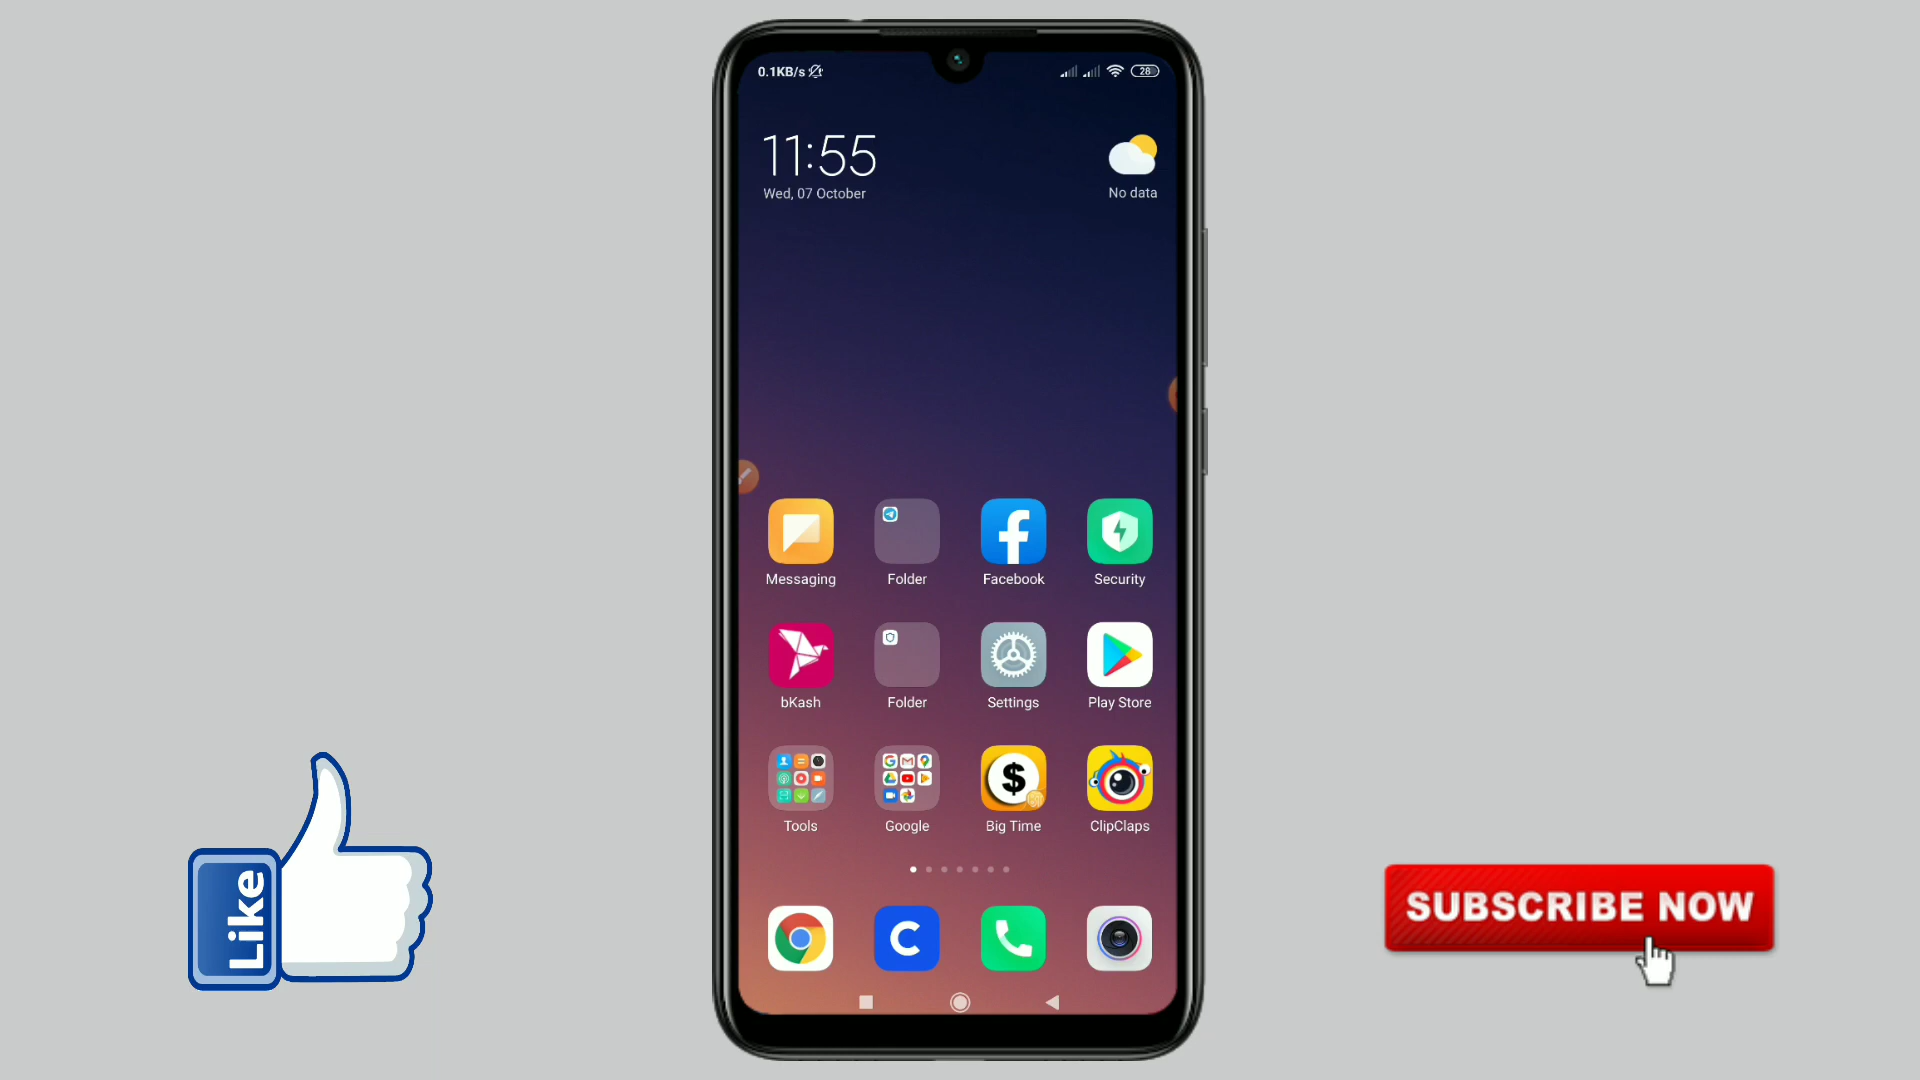 0.1KB/s
28
11:55
Wed, 07 October
No data
Messaging
Folder
Facebook
Security
bKash
Folder
Settings
Play Store
Tools
Google
Big Time
ClipClaps
Like
SUBSCRIBE NOW